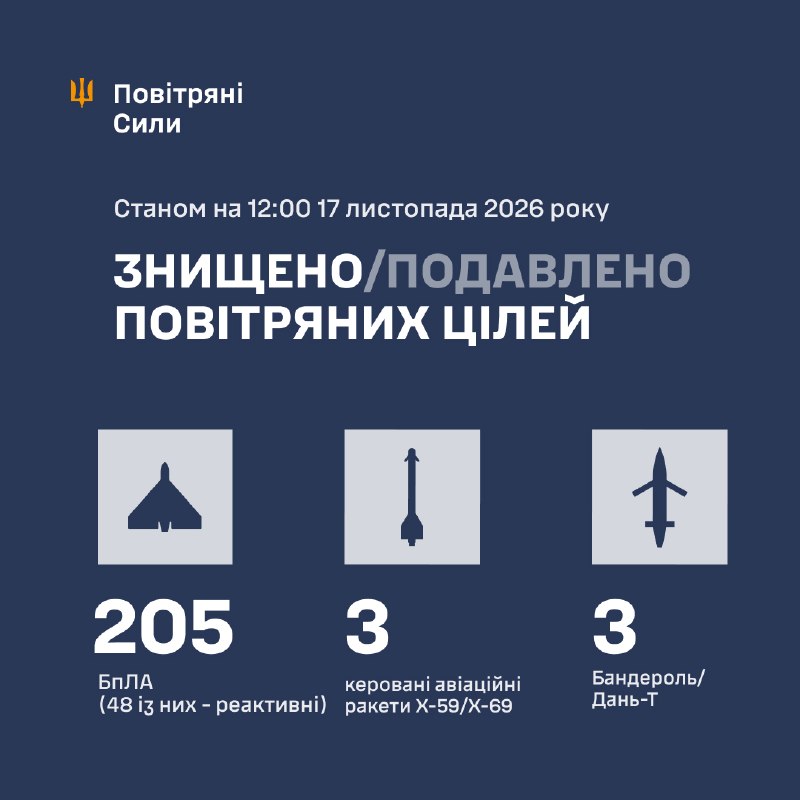 Повітряні
Сили
Станом на 12:00 17 листопада 2026 року
ЗНИЩЕНО/ПОДАВЛЕНО
ПОВІТРЯНИХ ЦІЛЕЙ
205
БпЛА
(48 із них - реактивні)
3
керовані авіаційні
ракети Х-59/Х-69
3
Бандероль/
Дань-Т